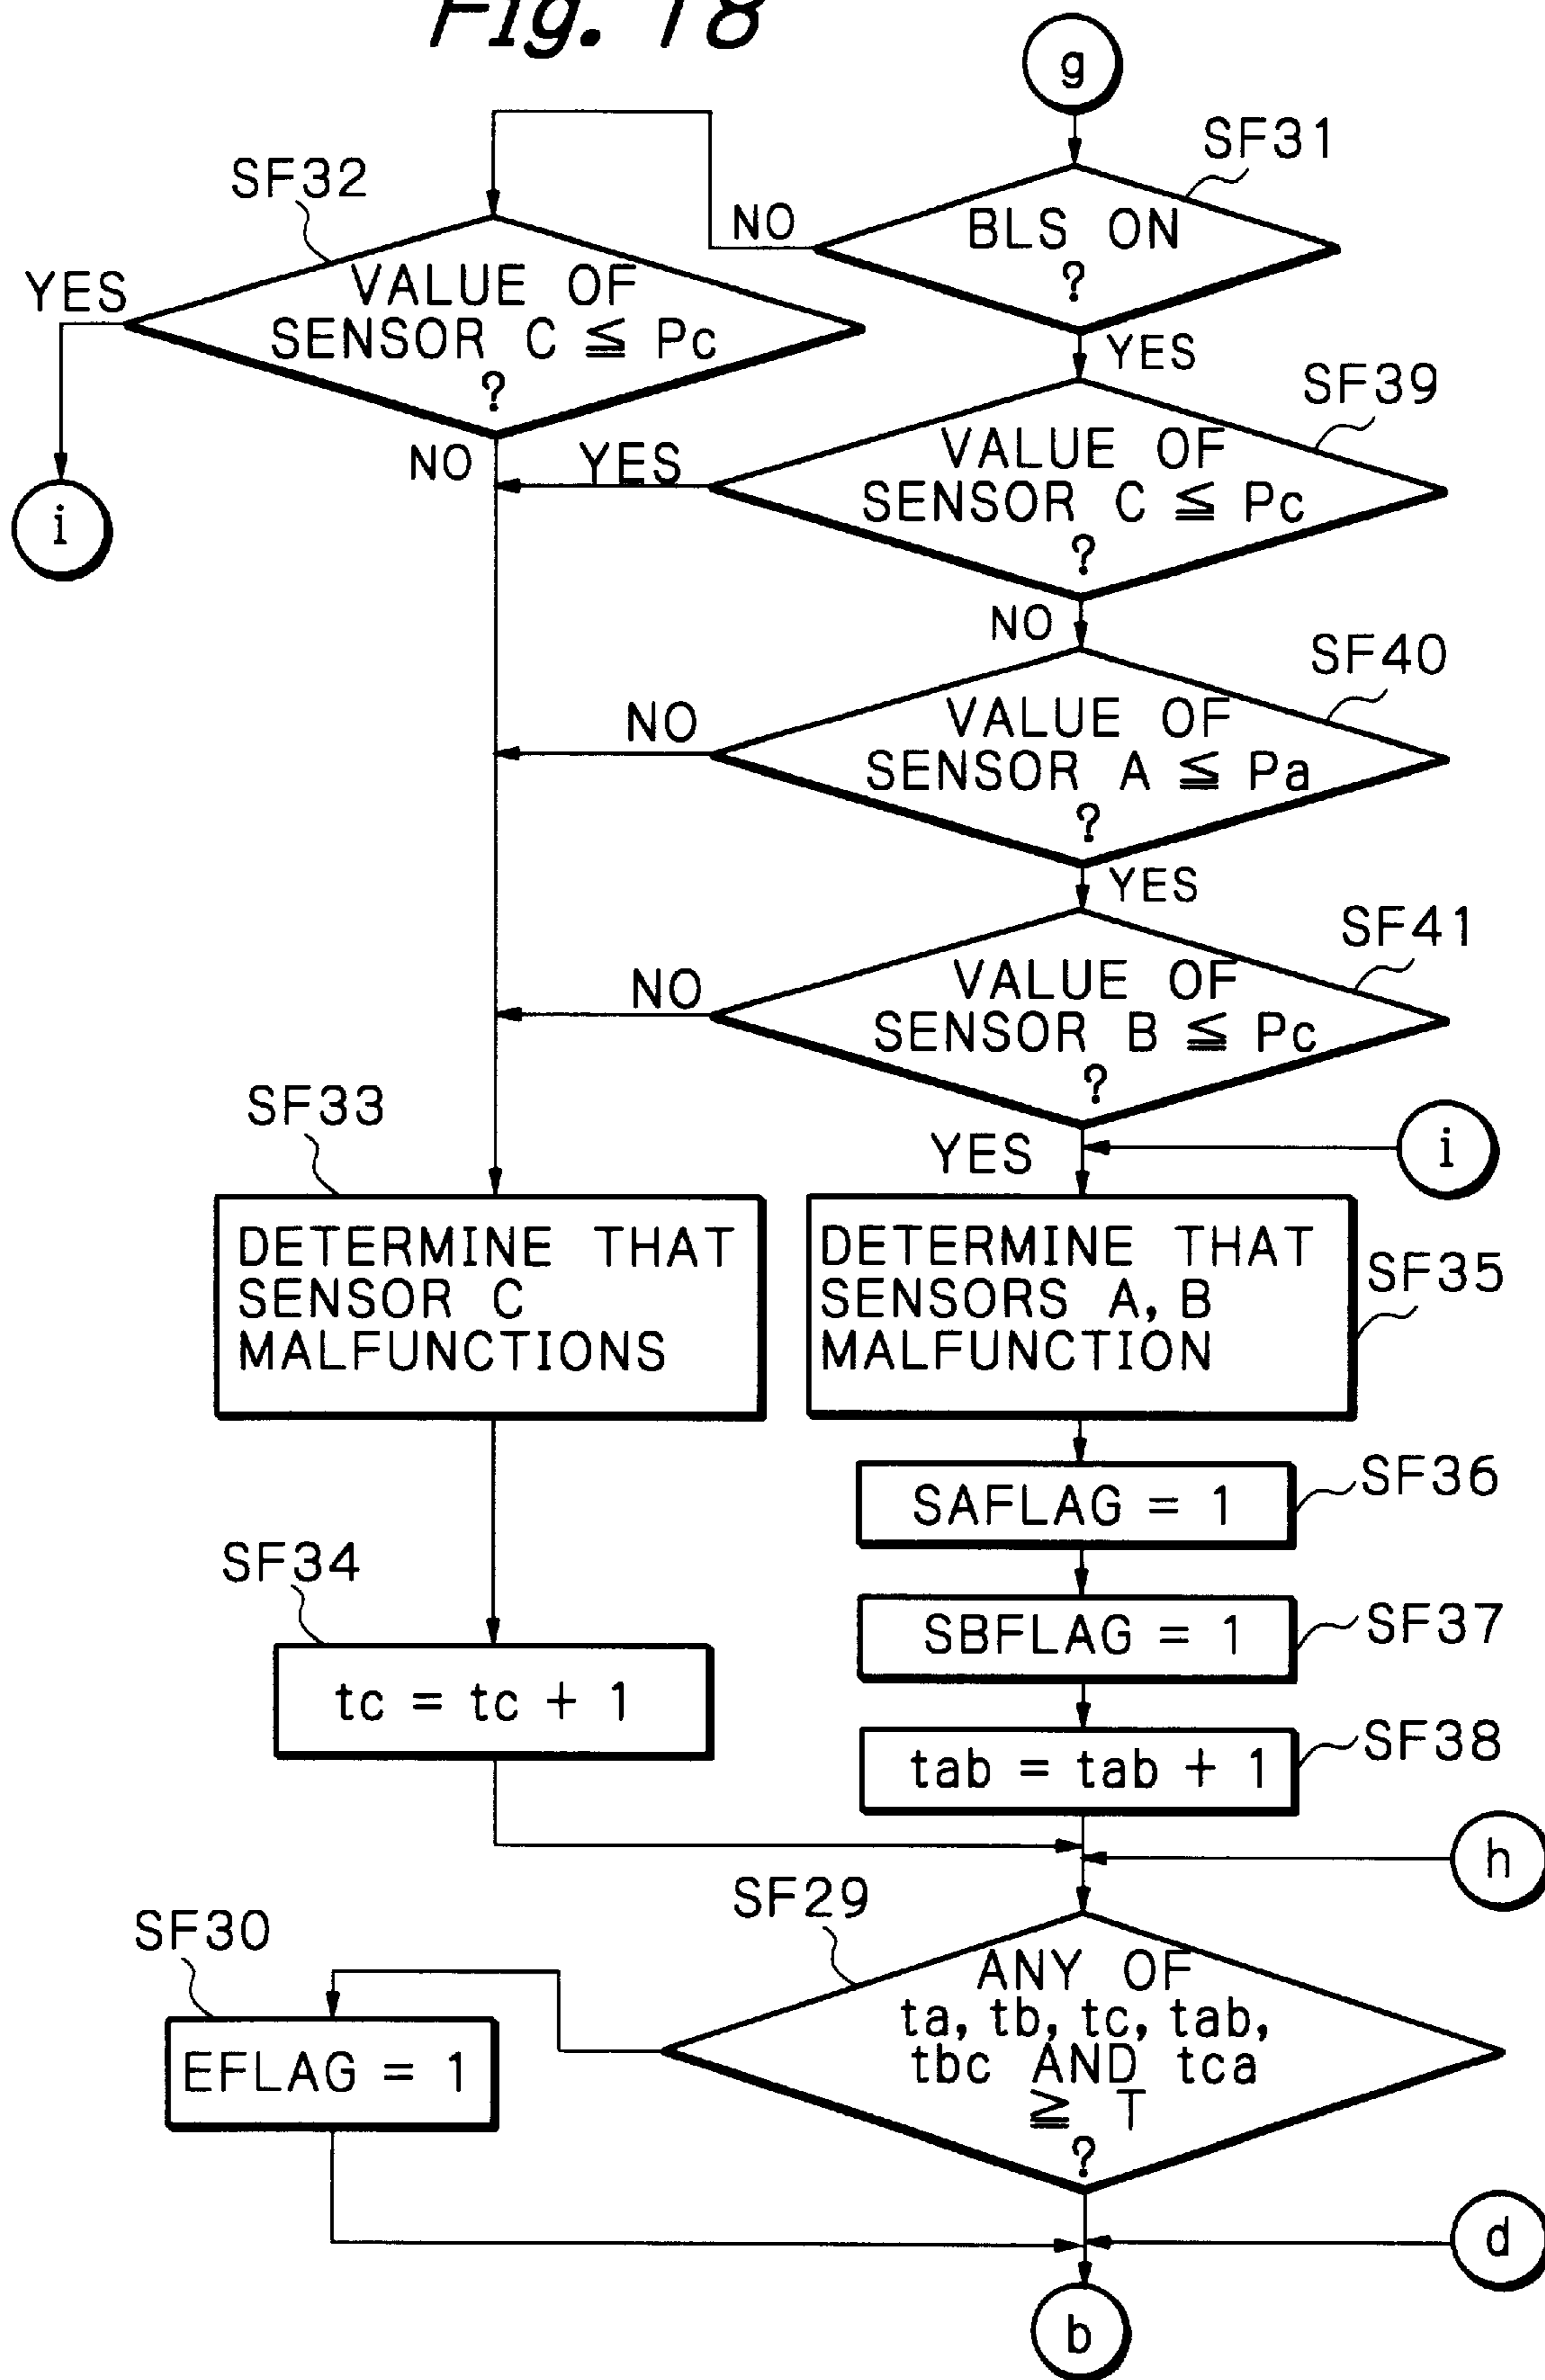 Fig. 18
g
SF31
BLS ON
?
NO
YES
SF32
VALUE OF
SENSOR C ≦ Pc
?
YES
NO
i
SF39
VALUE OF
SENSOR C ≦ Pc
?
YES
NO
SF40
VALUE OF
SENSOR A ≦ Pa
?
NO
YES
SF41
VALUE OF
SENSOR B ≦ Pc
?
NO
YES
i
SF33
DETERMINE THAT
SENSOR C
MALFUNCTIONS
SF35
DETERMINE THAT
SENSORS A, B
MALFUNCTION
SF36
SAFLAG = 1
SF34
tc = tc + 1
SF37
SBFLAG = 1
SF38
tab = tab + 1
h
SF29
ANY OF
ta, tb, tc, tab,
tbc AND tca
≧ T
?
SF30
EFLAG = 1
d
b